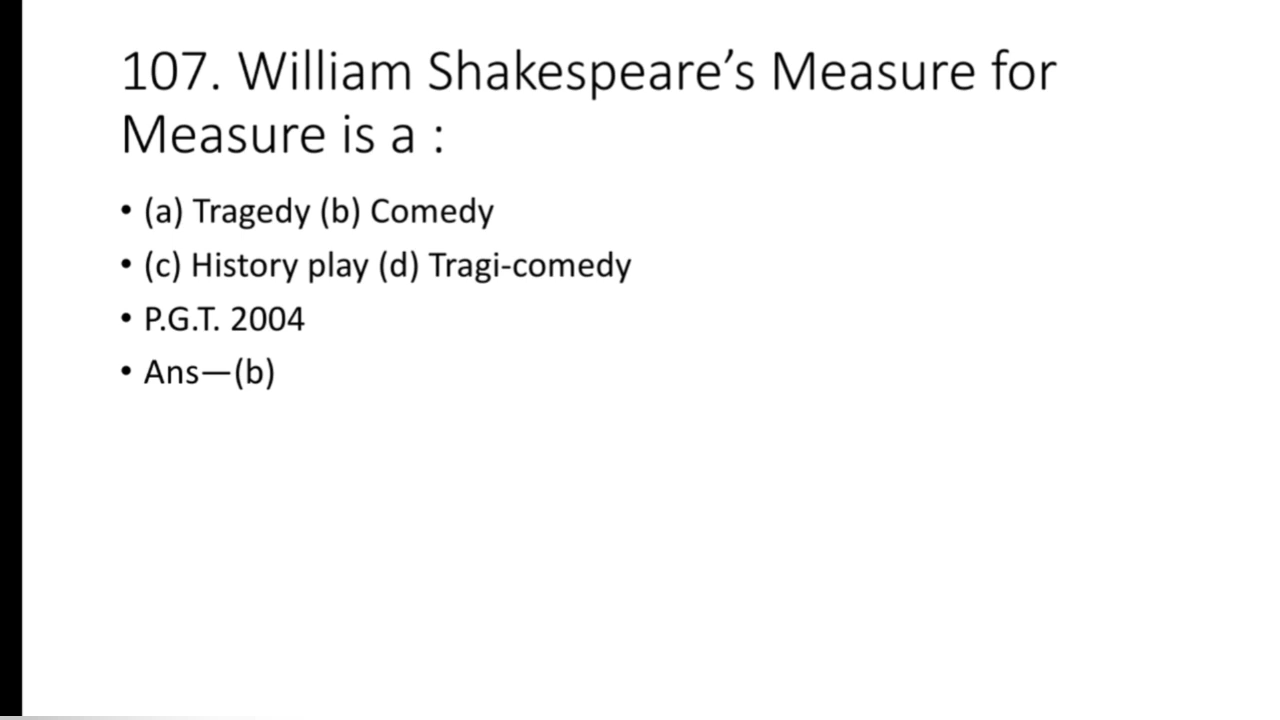 107. William Shakespeare’s Measure for
Measure is a :
• (a) Tragedy (b) Comedy
• (c) History play (d) Tragi-comedy
• P.G.T. 2004
• Ans—(b)